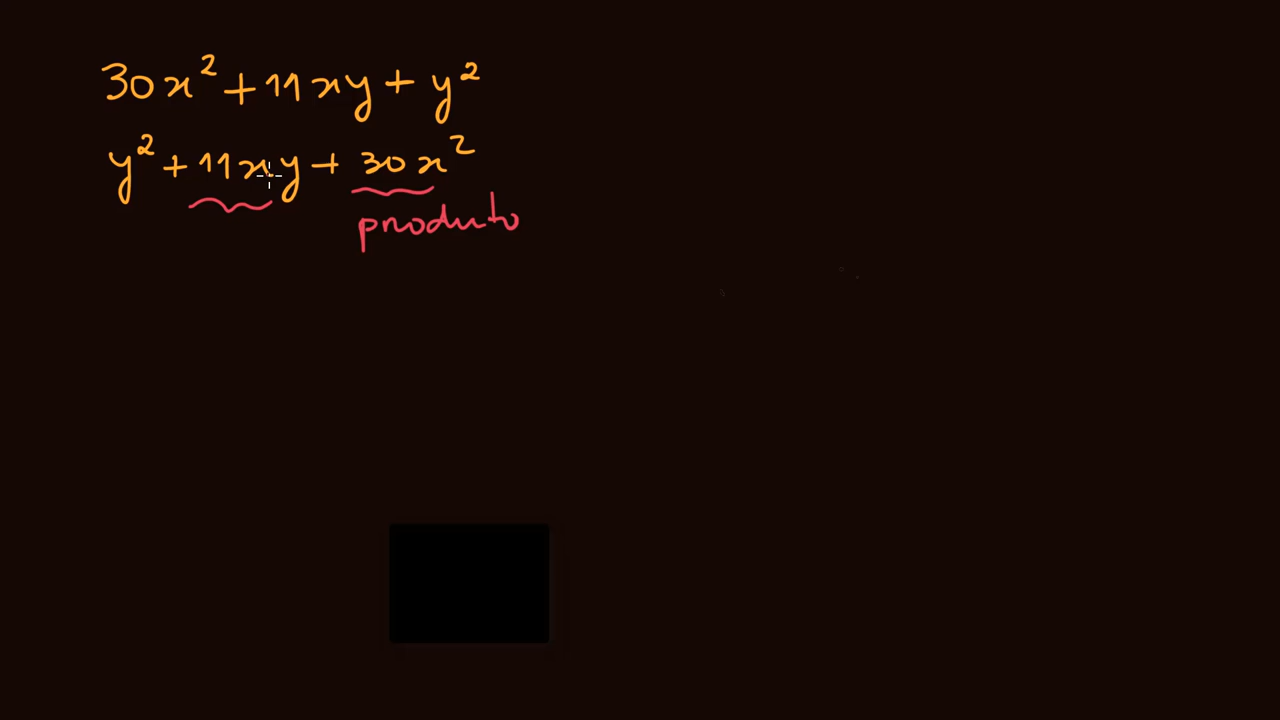 30x² + 11xy + y²
y² + 11xy + 30x²
produto